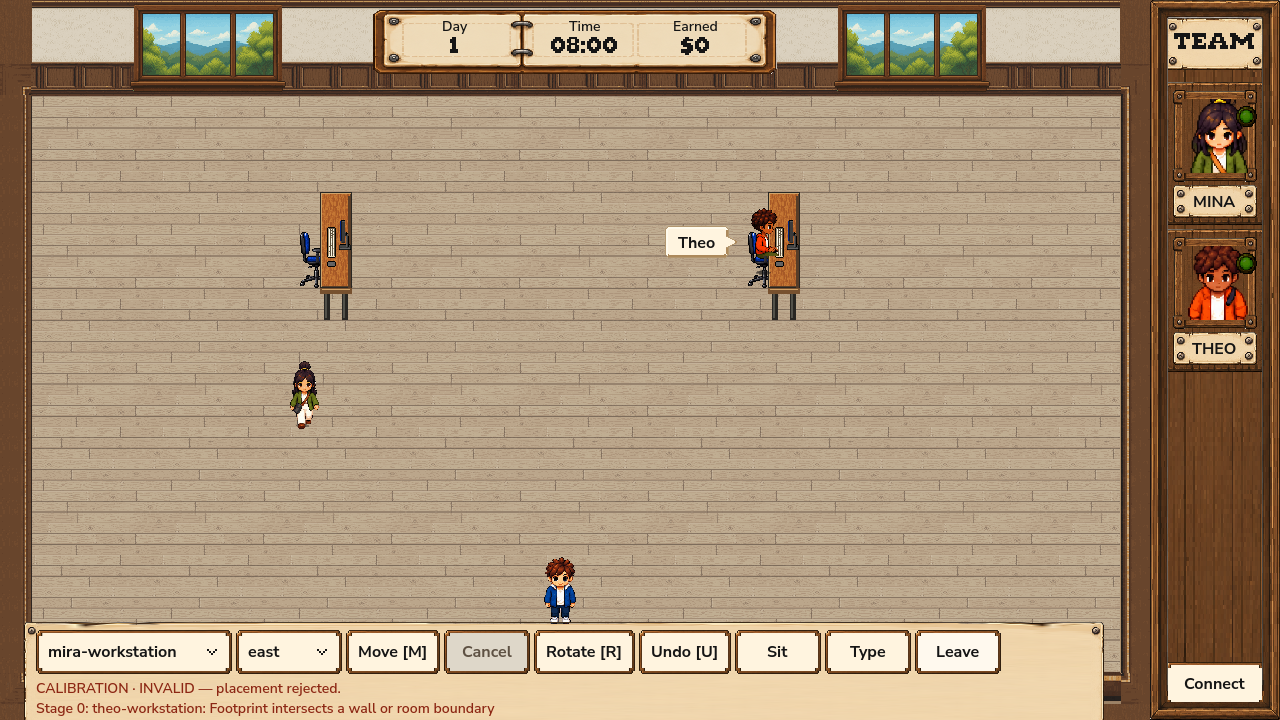 Day
1
Time
08:00
Earned
$0
TEAM
MINA
Theo
THEO
mira-workstation
east
Move [M]
Cancel
Rotate [R]
Undo [U]
Sit
Type
Leave
Connect
CALIBRATION · INVALID — placement rejected.
Stage 0: theo-workstation: Footprint intersects a wall or room boundary